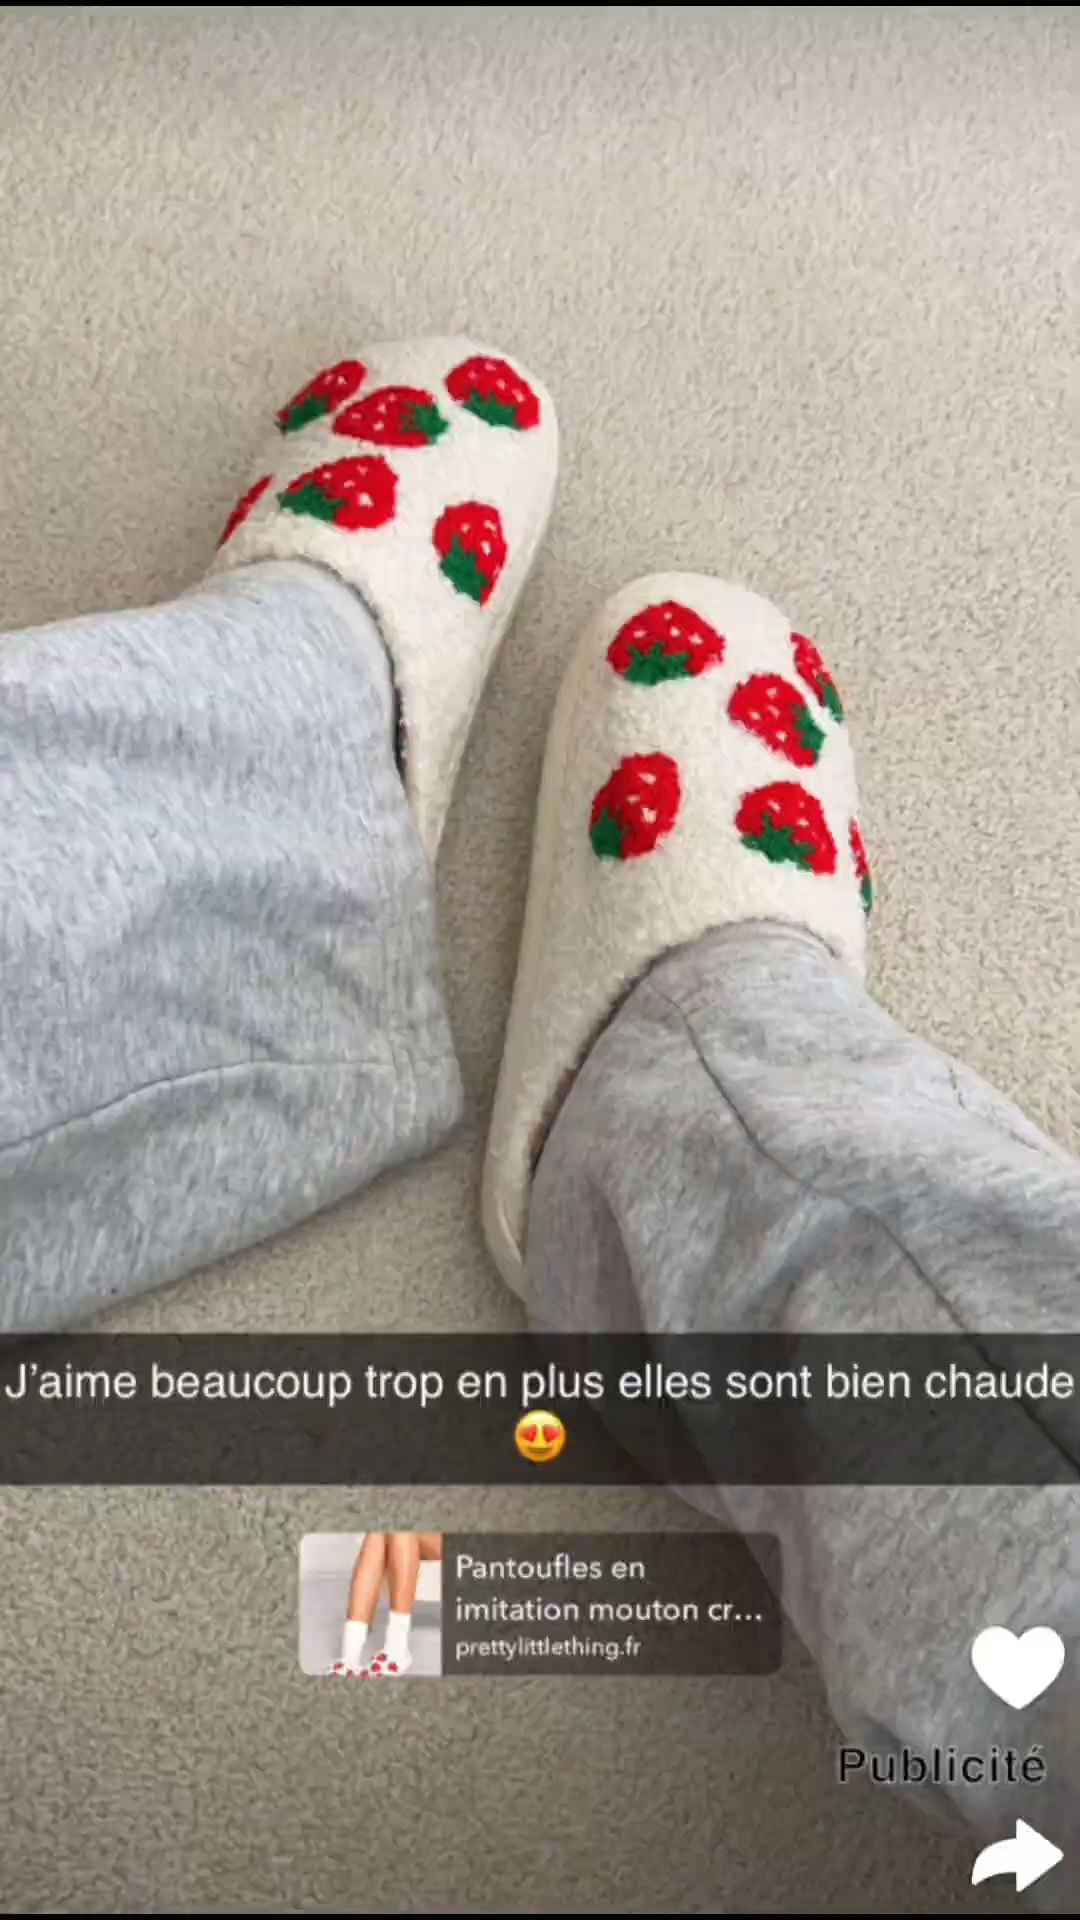 J’aime beaucoup trop en plus elles sont bien chaude
😍
Pantoufles en
imitation mouton cr...
prettylittlething.fr
Publicité